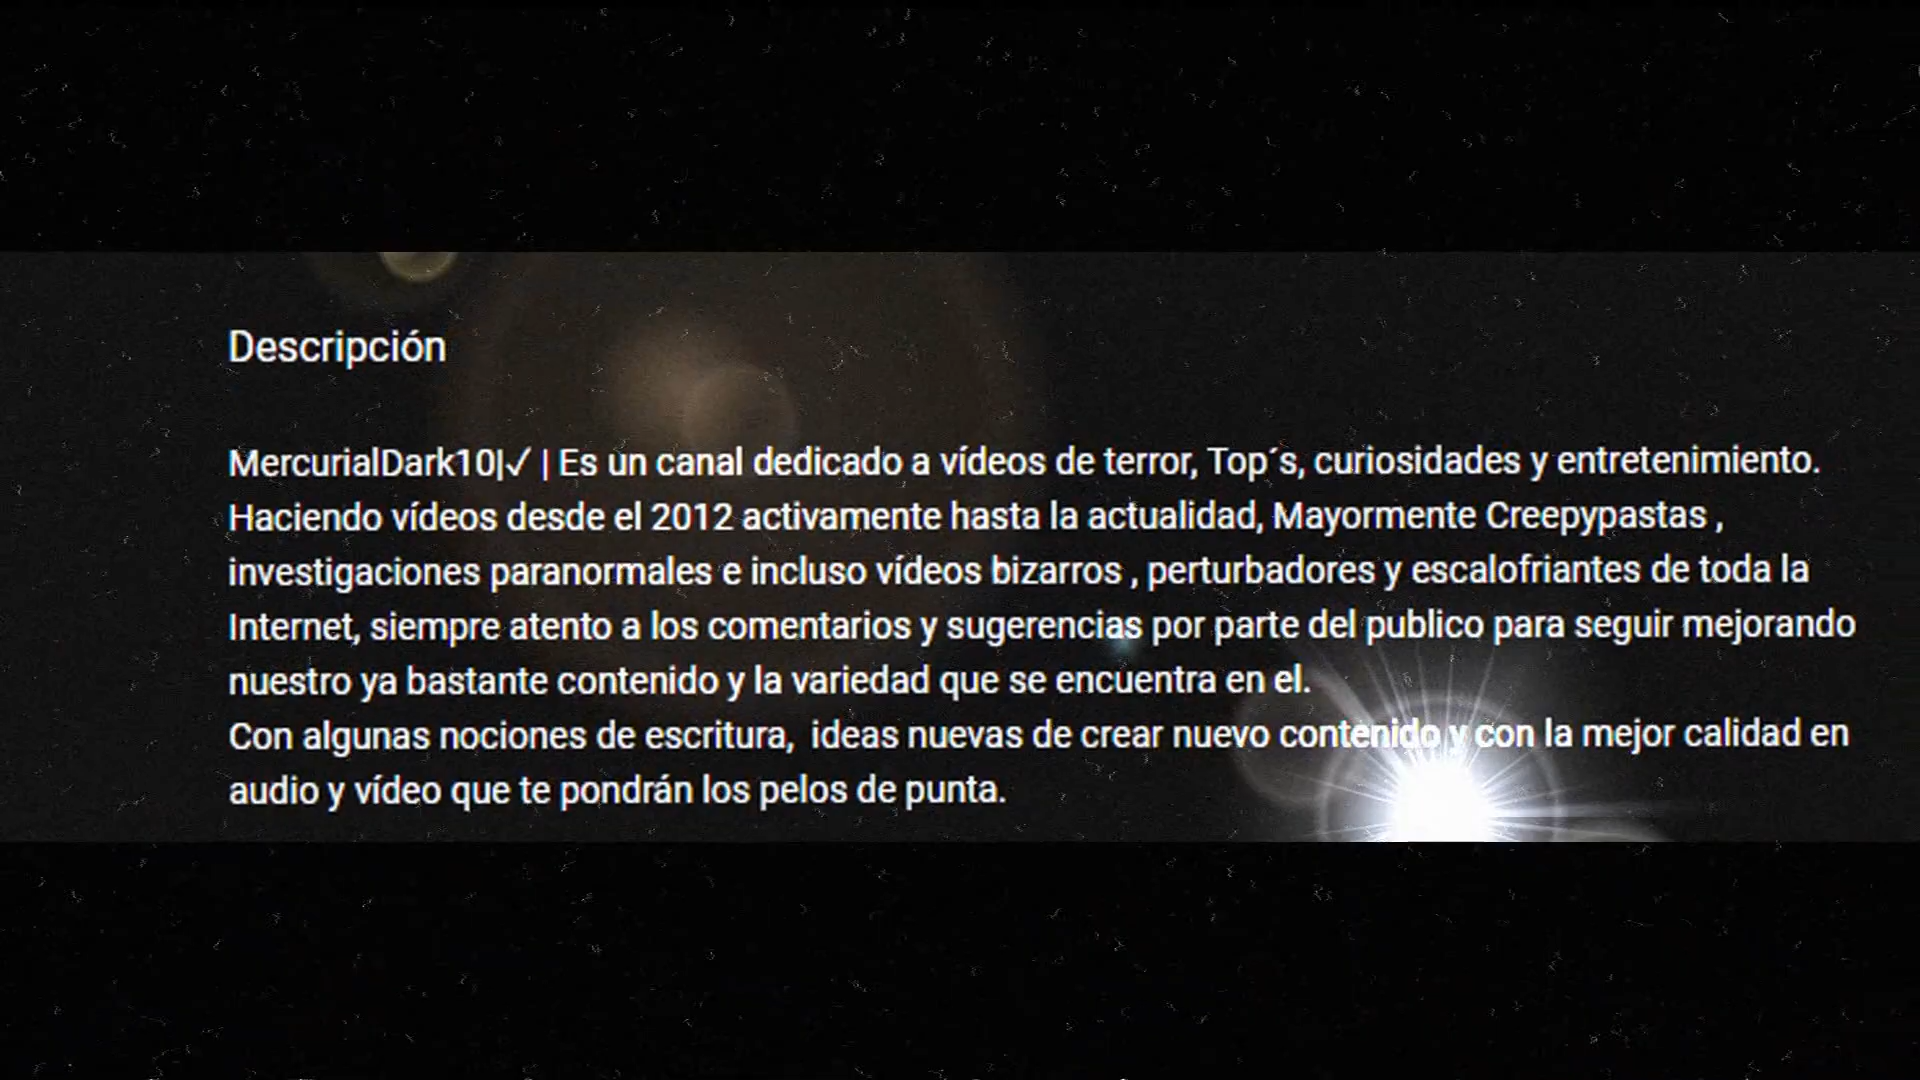 Descripción
MercurialDark10|✓ | Es un canal dedicado a vídeos de terror, Top´s, curiosidades y entretenimiento.
Haciendo vídeos desde el 2012 activamente hasta la actualidad, Mayormente Creepypastas ,
investigaciones paranormales e incluso vídeos bizarros , perturbadores y escalofriantes de toda la
Internet, siempre atento a los comentarios y sugerencias por parte del publico para seguir mejorando
nuestro ya bastante contenido y la variedad que se encuentra en el.
Con algunas nociones de escritura,  ideas nuevas de crear nuevo contenido y con la mejor calidad en
audio y vídeo que te pondrán los pelos de punta.